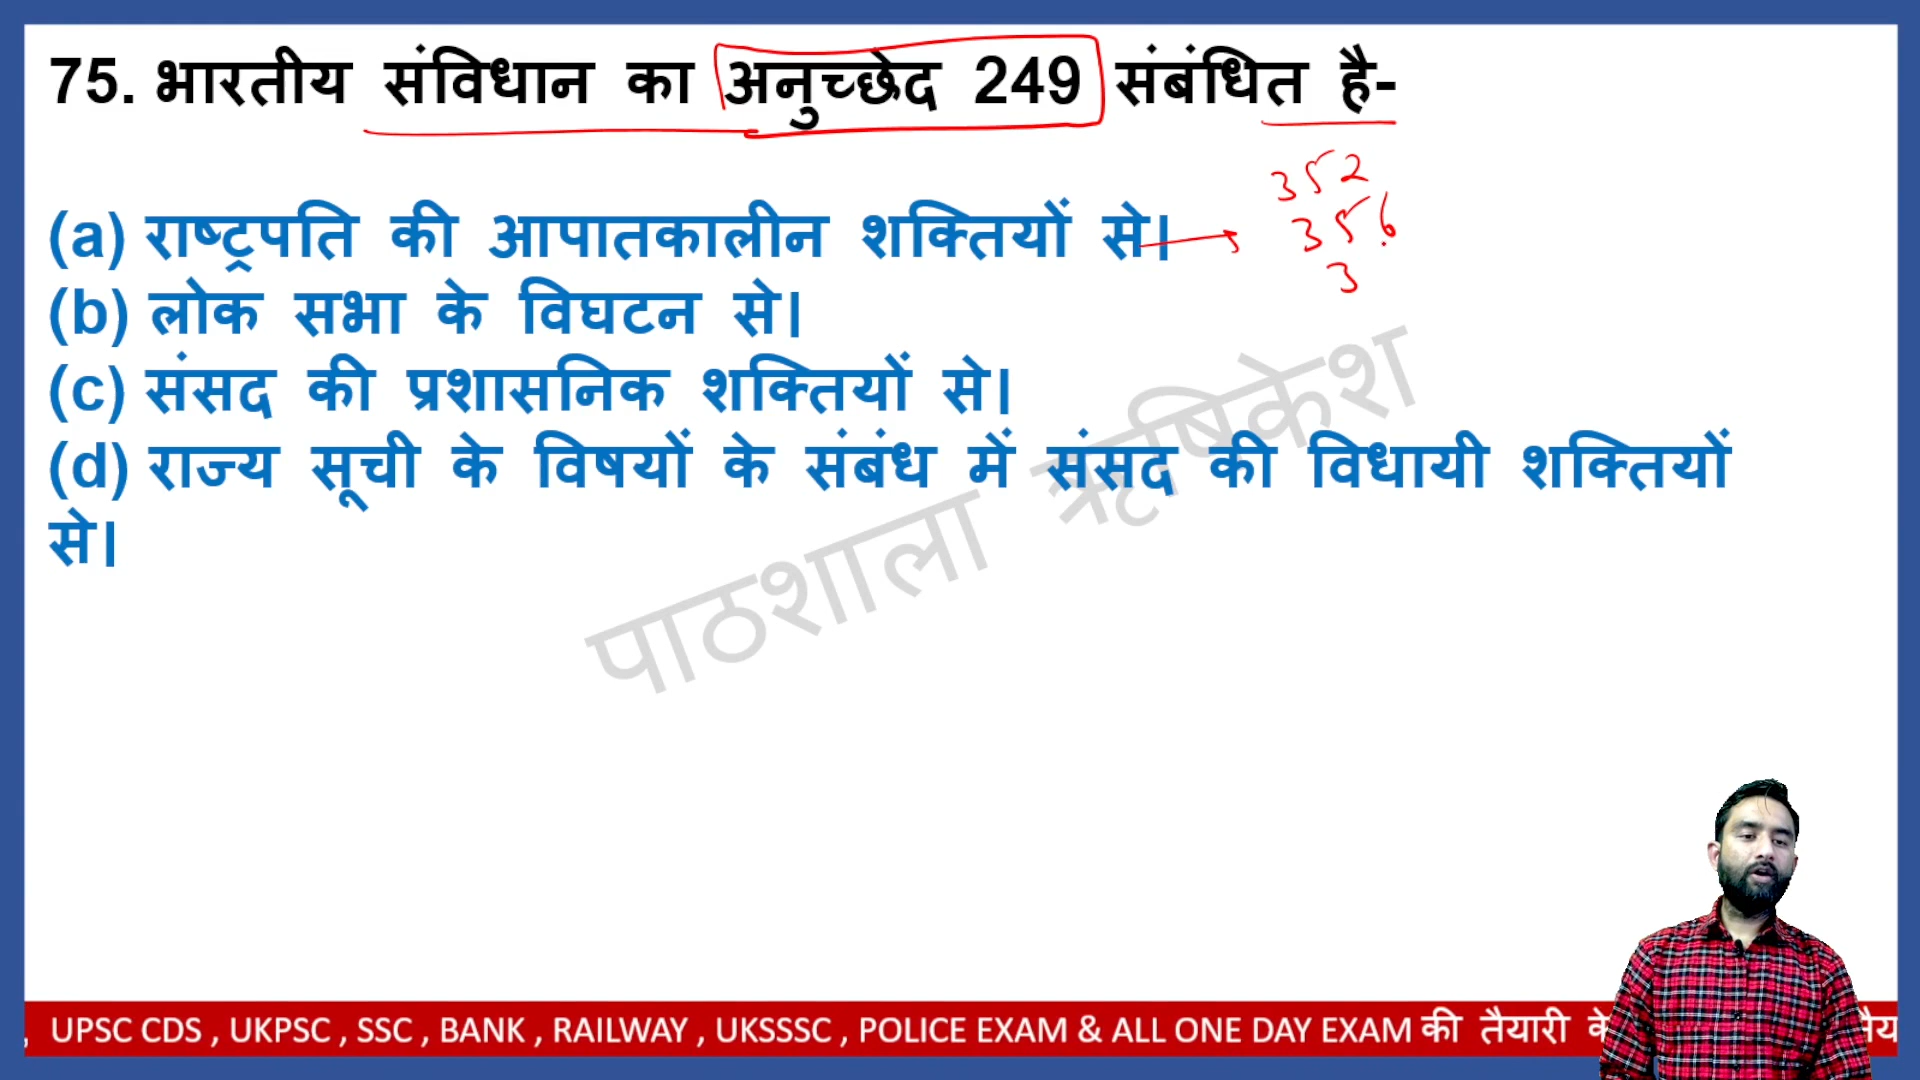 75. भारतीय संविधान का अनुच्छेद 249 संबंधित है-
352
(a) राष्ट्रपति की आपातकालीन शक्तियों से।
356
3
(b) लोक सभा के विघटन से।
(c) संसद की प्रशासनिक शक्तियों से।
(d) राज्य सूची के विषयों के संबंध में संसद की विधायी शक्तियों
से।
पाठशाला ऋषिकेश
, UPSC CDS , UKPSC , SSC , BANK , RAILWAY , UKSSSC , POLICE EXAM & ALL ONE DAY EXAM की तैयारी